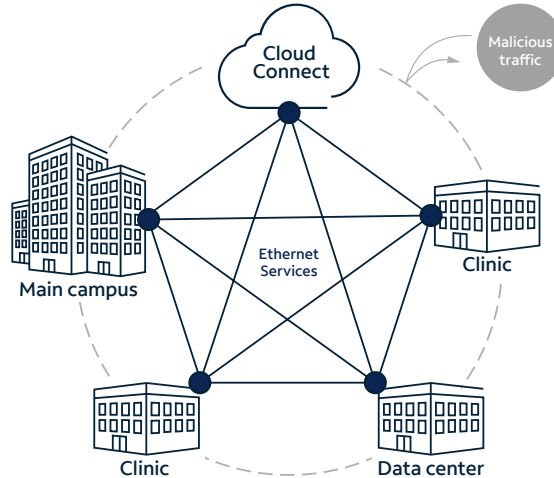 Cloud
Connect
Malicious
traffic
Main campus
Ethernet
Services
Clinic
Clinic
Data center